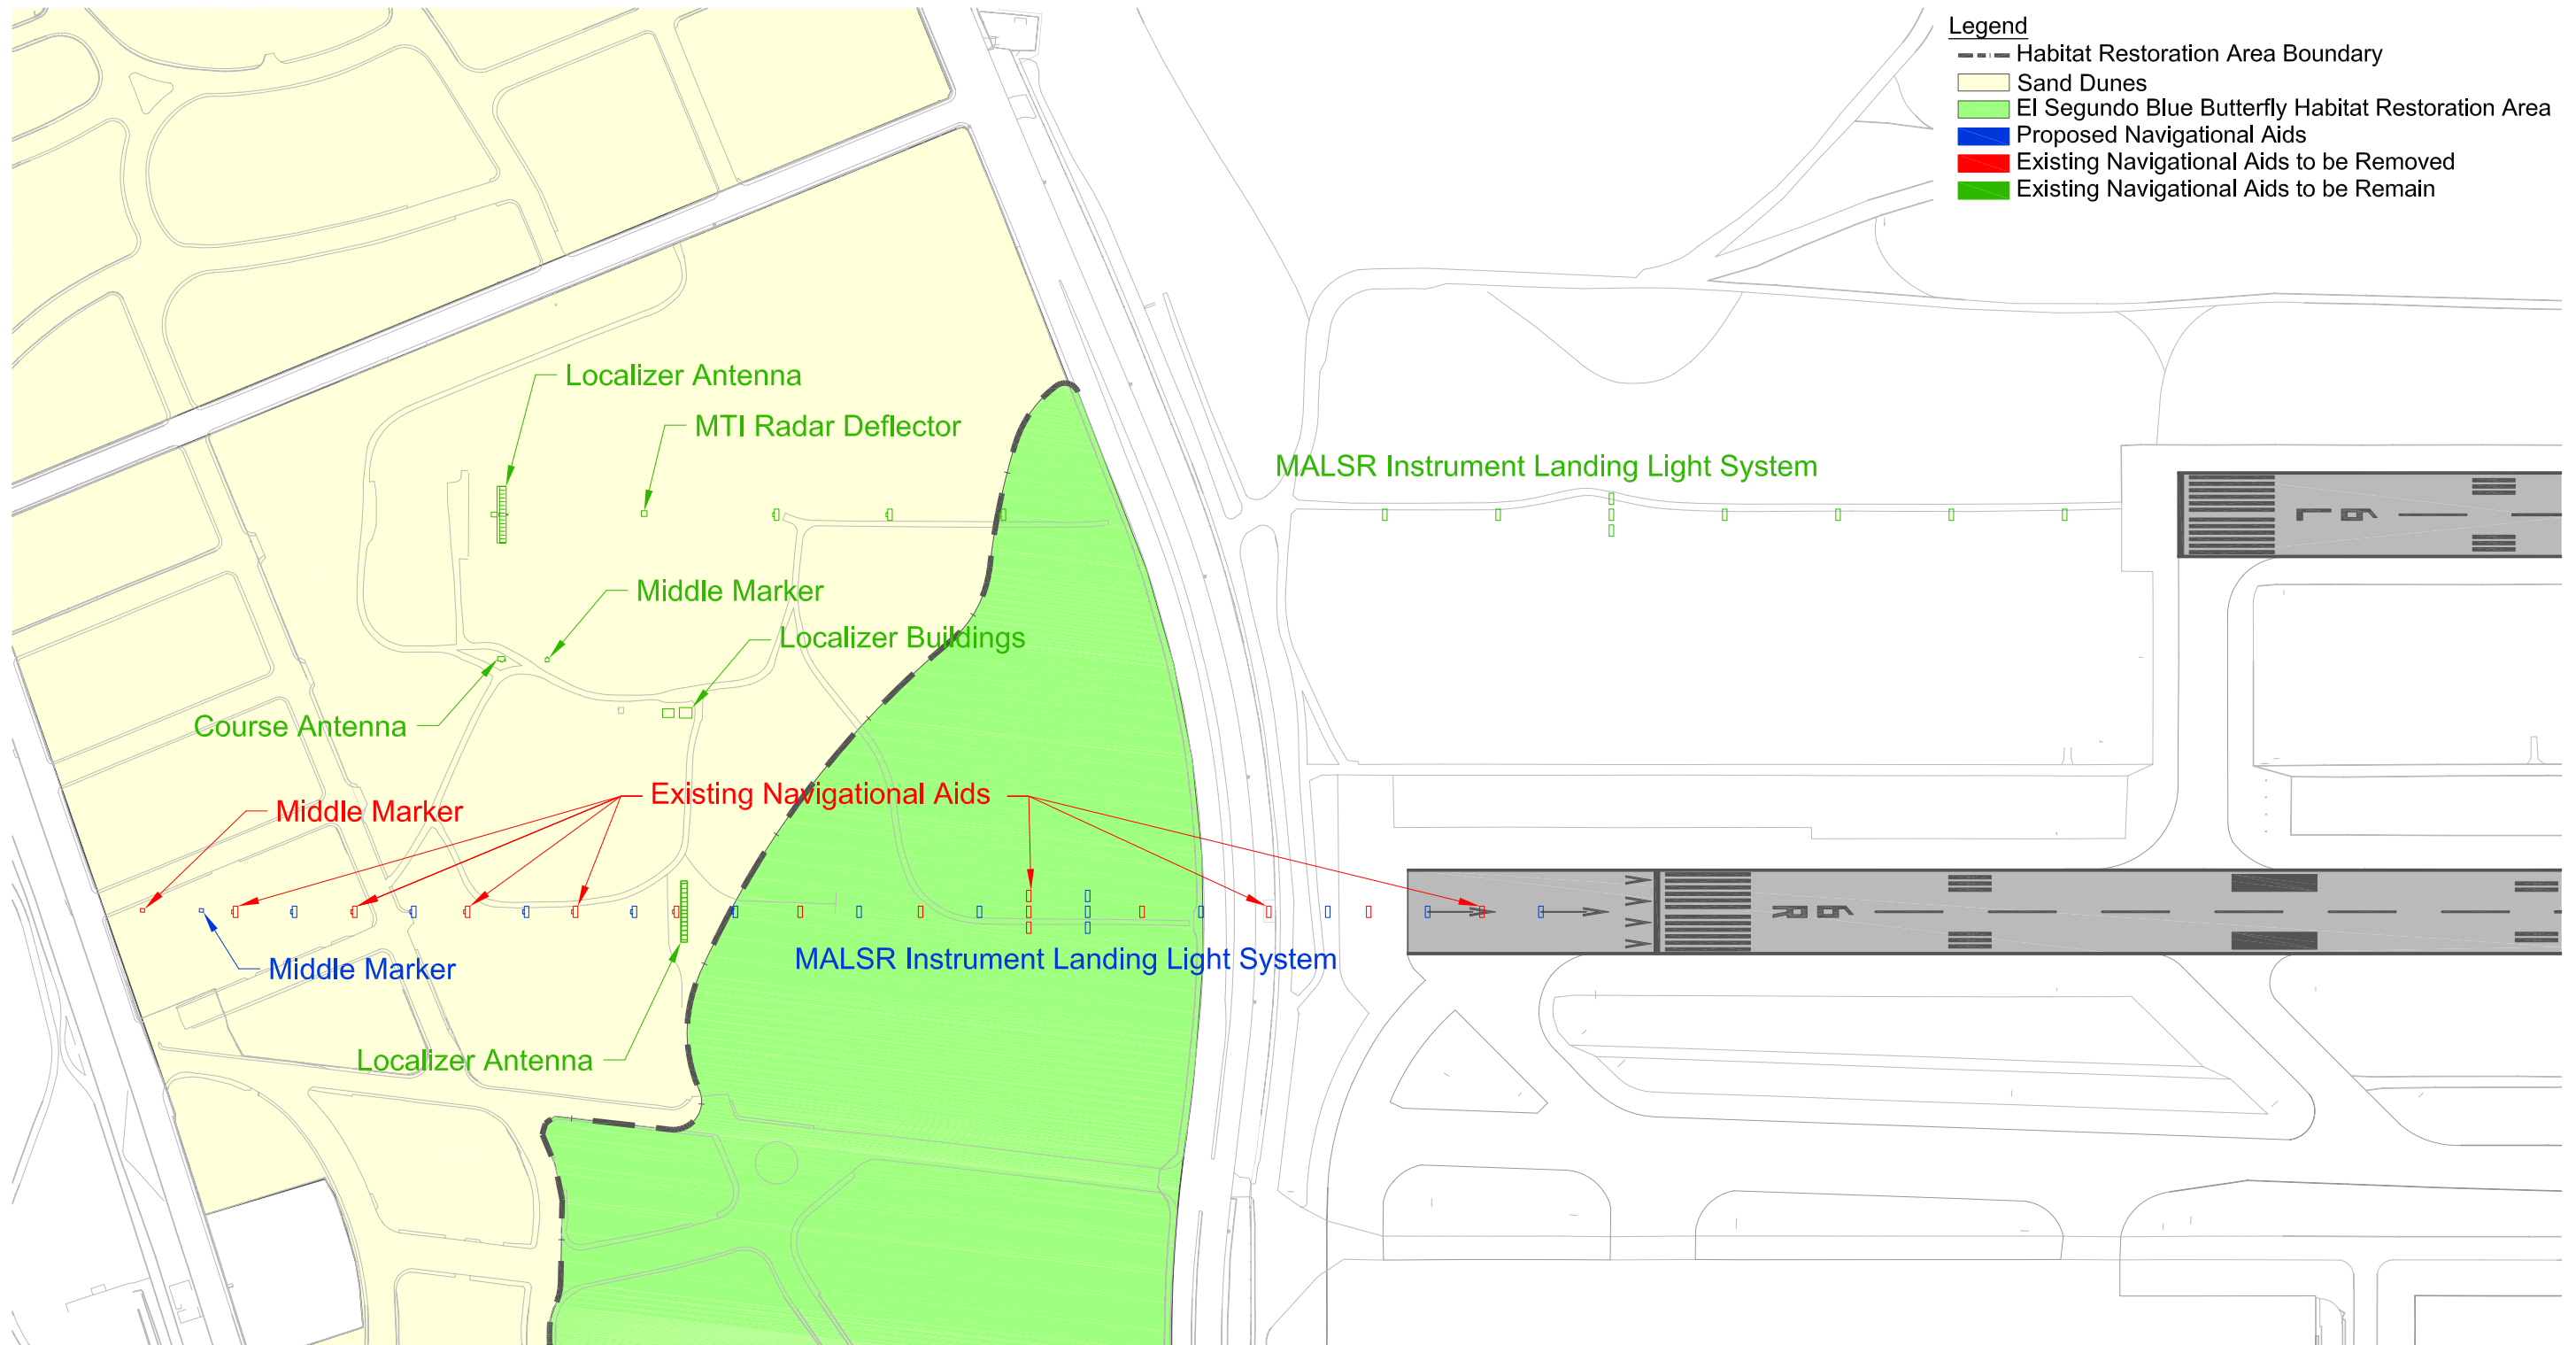 Legend
Habitat Restoration Area Boundary
Sand Dunes
El Segundo Blue Butterfly Habitat Restoration Area
Proposed Navigational Aids
Existing Navigational Aids to be Removed
Existing Navigational Aids to be Remain
Localizer Antenna
MTI Radar Deflector
MALSR Instrument Landing Light System
Middle Marker
Localizer Buildings
Course Antenna
Existing Navigational Aids
Middle Marker
Middle Marker
MALSR Instrument Landing Light System
Localizer Antenna
6L
6R